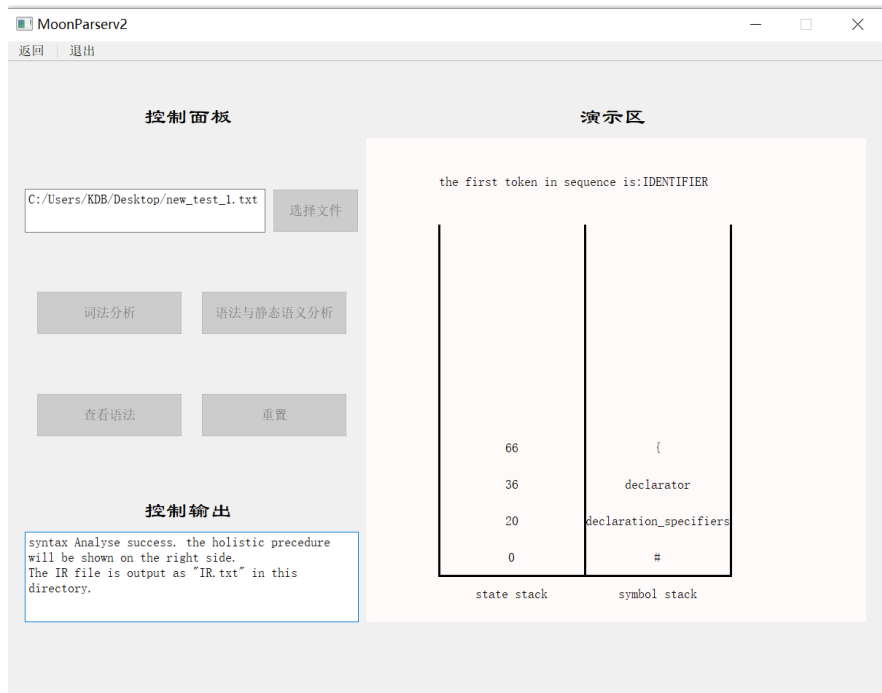 MoonParserv2
返回 退出
控制面板
C:/Users/KDB/Desktop/new_test_1.txt
选择文件
词法分析
语法与静态语义分析
查看语法
重置
控制输出
syntax Analyse success. the holistic precedure
will be shown on the right side.
The IR file is output as "IR.txt" in this
directory.
演示区
the first token in sequence is:IDENTIFIER
66 {
36 declarator
20 declaration_specifiers
0 #
state stack symbol stack